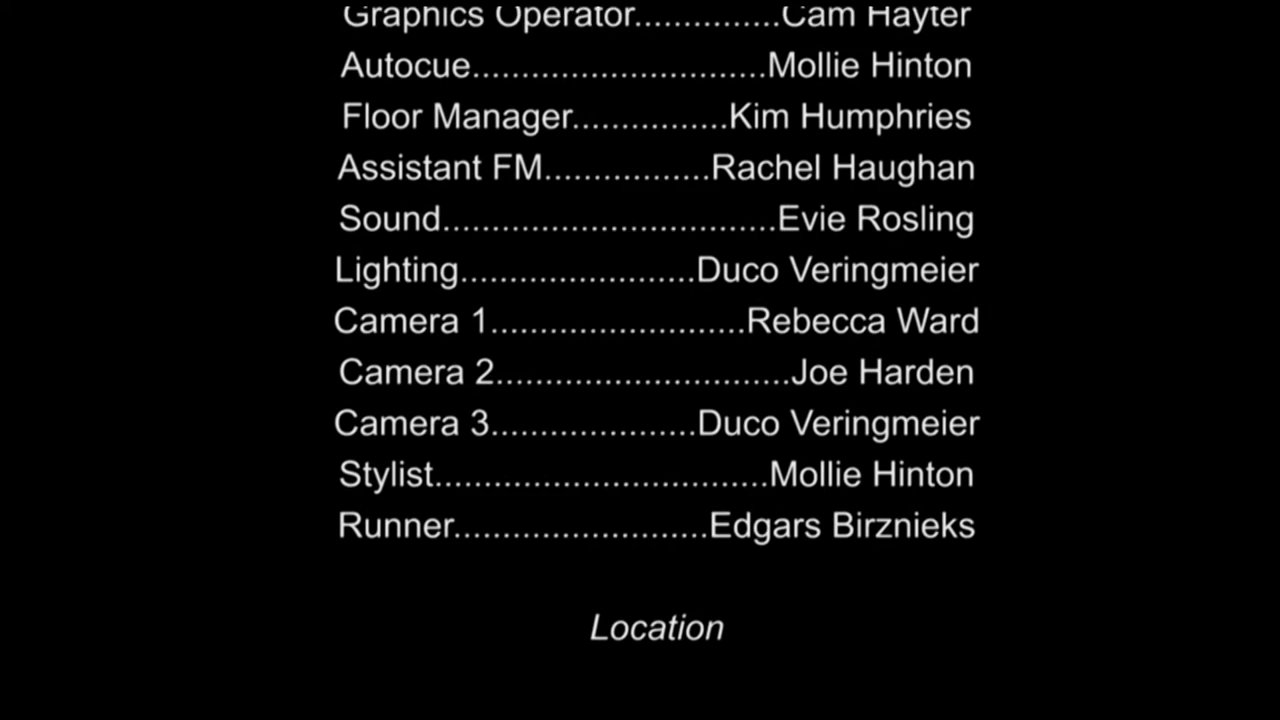 Graphics Operator...............Cam Hayter
Autocue..............................Mollie Hinton
Floor Manager................Kim Humphries
Assistant FM.................Rachel Haughan
Sound..................................Evie Rosling
Lighting........................Duco Veringmeier
Camera 1..........................Rebecca Ward
Camera 2..............................Joe Harden
Camera 3.....................Duco Veringmeier
Stylist..................................Mollie Hinton
Runner..........................Edgars Birznieks
Location